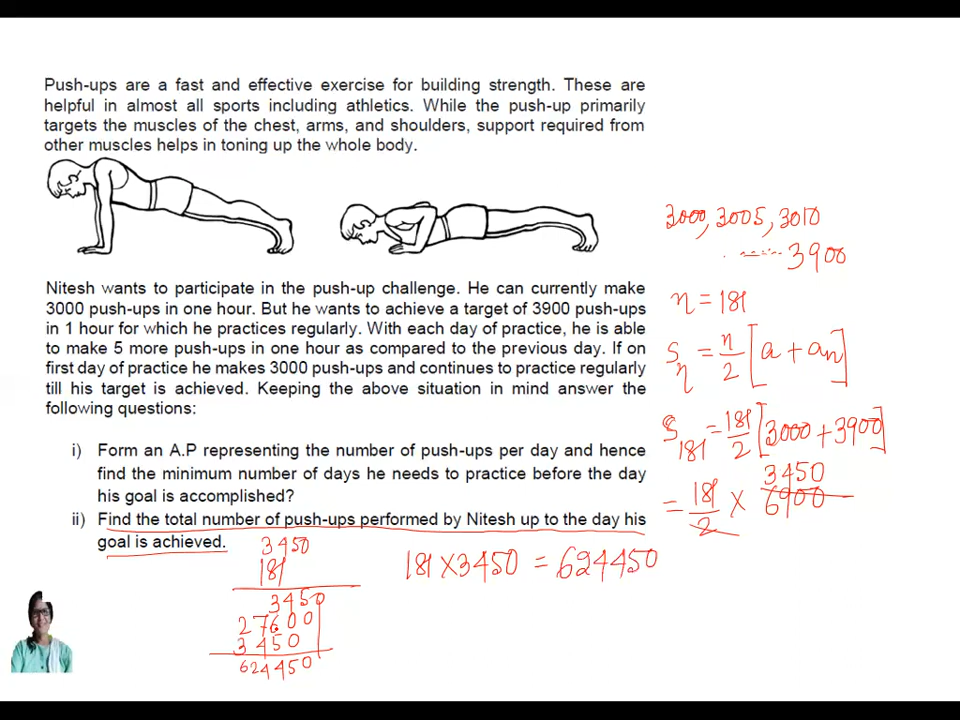 Push-ups are a fast and effective exercise for building strength. These are
helpful in almost all sports including athletics. While the push-up primarily
targets the muscles of the chest, arms, and shoulders, support required from
other muscles helps in toning up the whole body.
Nitesh wants to participate in the push-up challenge. He can currently make
3000 push-ups in one hour. But he wants to achieve a target of 3900 push-ups
in 1 hour for which he practices regularly. With each day of practice, he is able
to make 5 more push-ups in one hour as compared to the previous day. If on
first day of practice he makes 3000 push-ups and continues to practice regularly
till his target is achieved. Keeping the above situation in mind answer the
following questions:
i) Form an A.P representing the number of push-ups per day and hence
find the minimum number of days he needs to practice before the day
his goal is accomplished?
ii) Find the total number of push-ups performed by Nitesh up to the day his
goal is achieved.
3450
181
3450
27600
3450
624450
181 × 3450 = 624450
3000, 3005, 3010
...... 3900
n = 181
Sn = n/2 [a + an]
S181 = 181/2 [3000 + 3900]
3450
= 181/2 × 6900